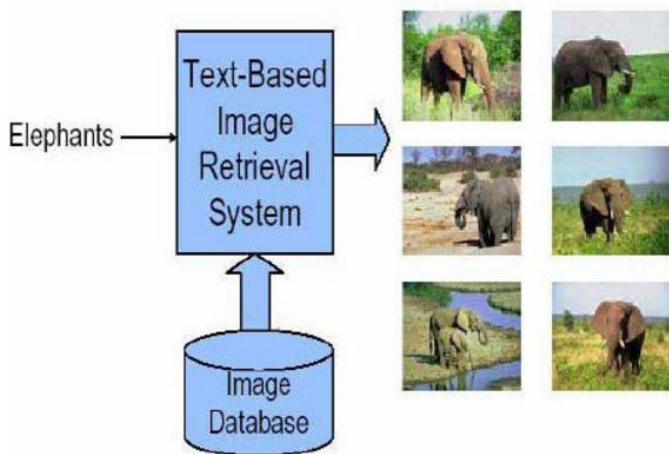 Text-Based
Image
Retrieval
System
Elephants
Image
Database